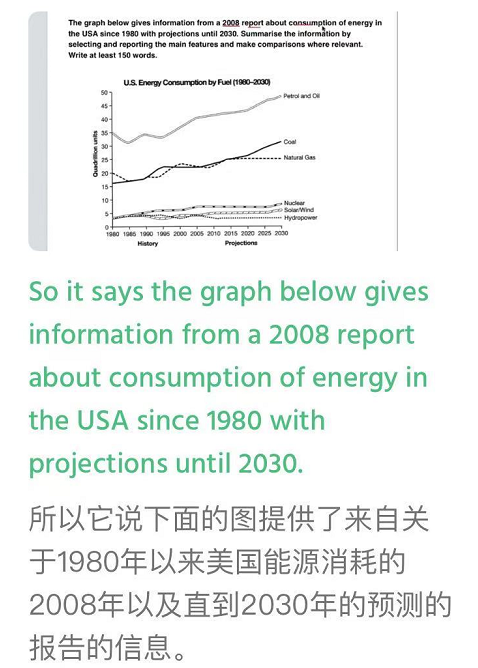 The graph below gives information from a 2008 report about consumption of energy in
the USA since 1980 with projections until 2030. Summarise the information by
selecting and reporting the main features and make comparisons where relevant.
Write at least 150 words.
U.S. Energy Consumption by Fuel (1980-2030)
Quadrillion units
50
45
40
35
30
25
20
15
10
5
0
Petrol and Oil
Coal
Natural Gas
Nuclear
Solar/Wind
Hydropower
1980 1985 1990 1995 2000 2005 2010 2015 2020 2025 2030
History Projections
So it says the graph below gives
information from a 2008 report
about consumption of energy in
the USA since 1980 with
projections until 2030.
所以它说下面的图提供了来自关
于1980年以来美国能源消耗的
2008年以及直到2030年的预测的
报告的信息。